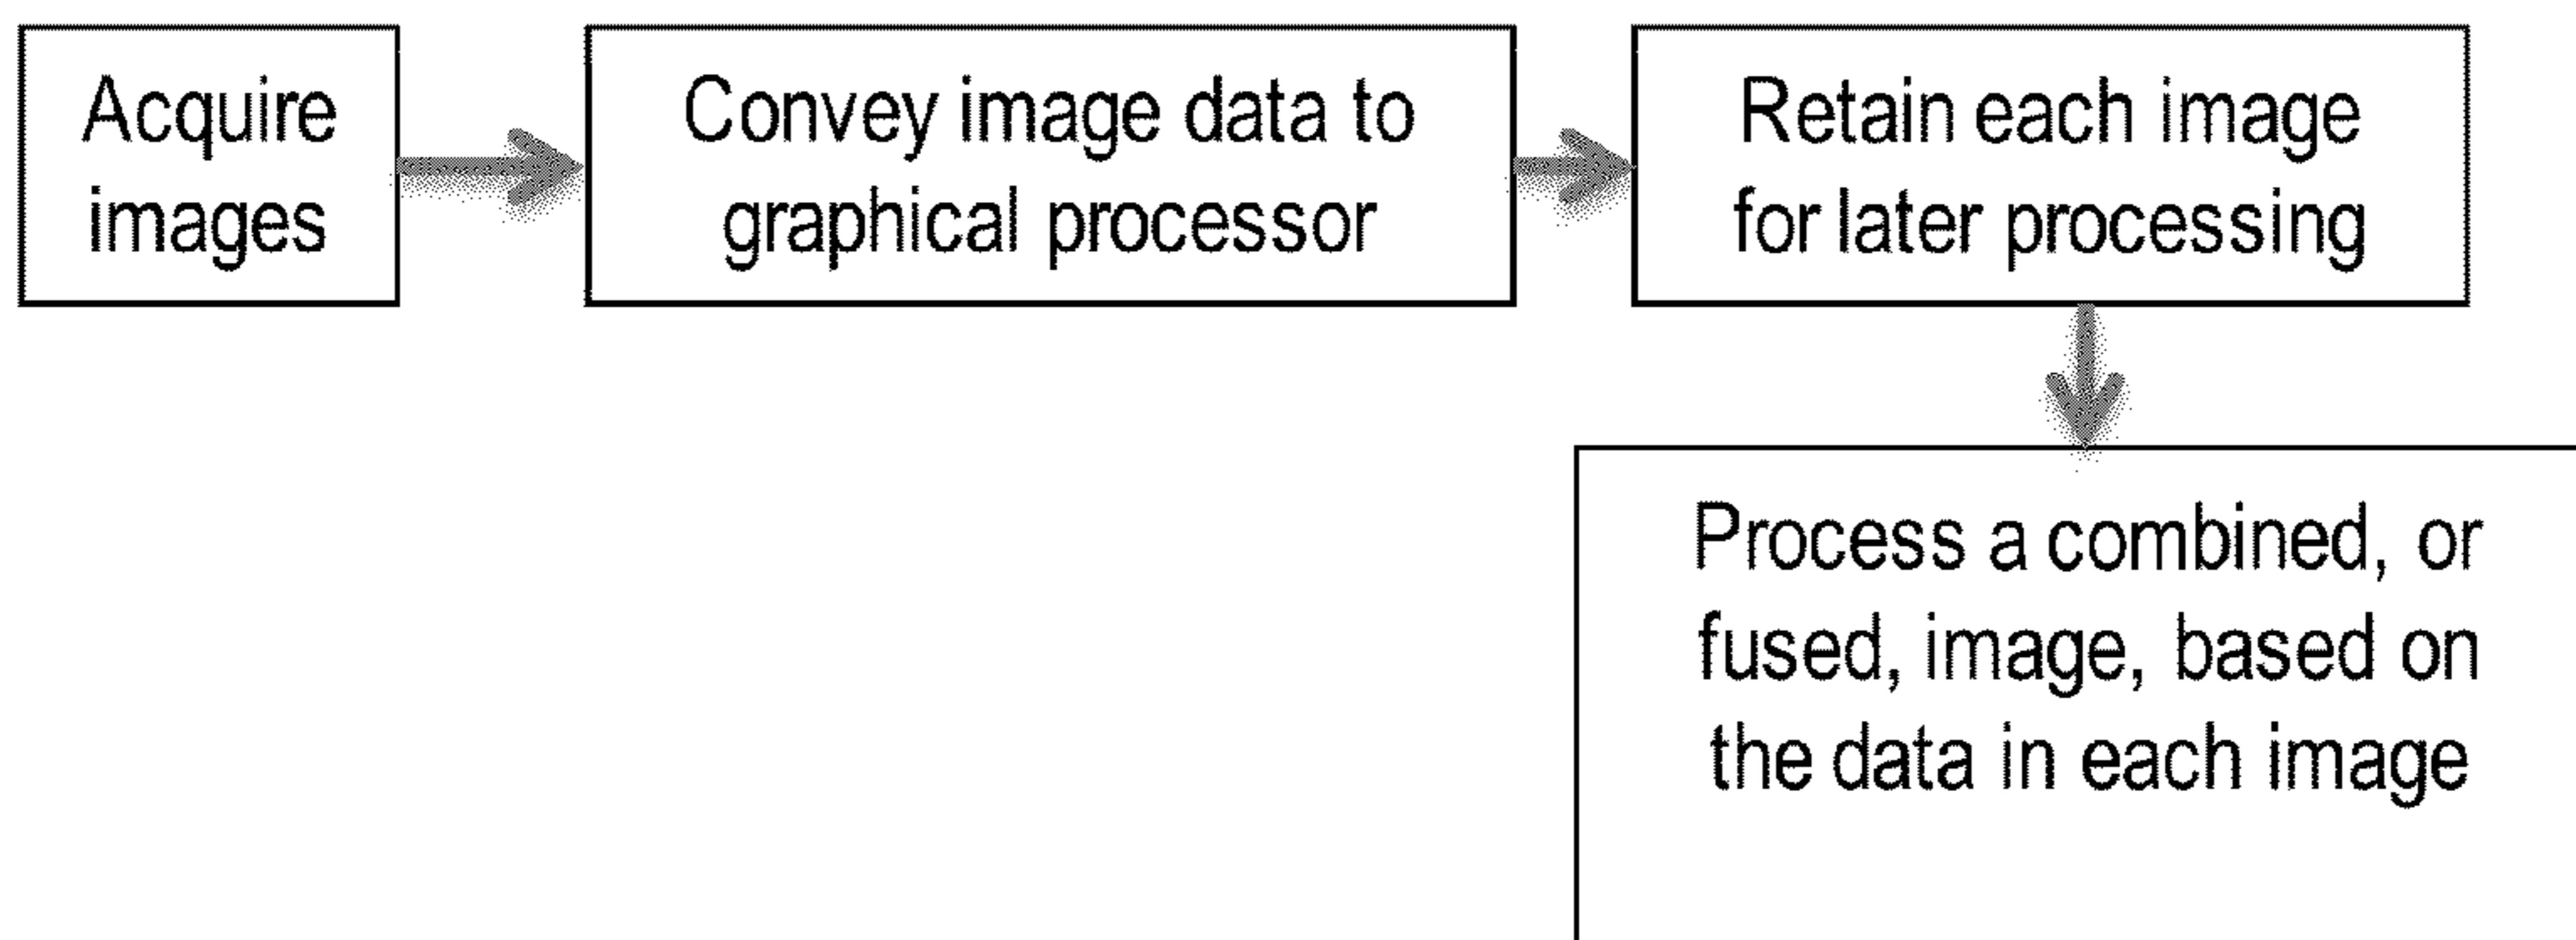 Acquire
images
Convey image data to
graphical processor
Retain each image
for later processing
Process a combined, or
fused, image, based on
the data in each image